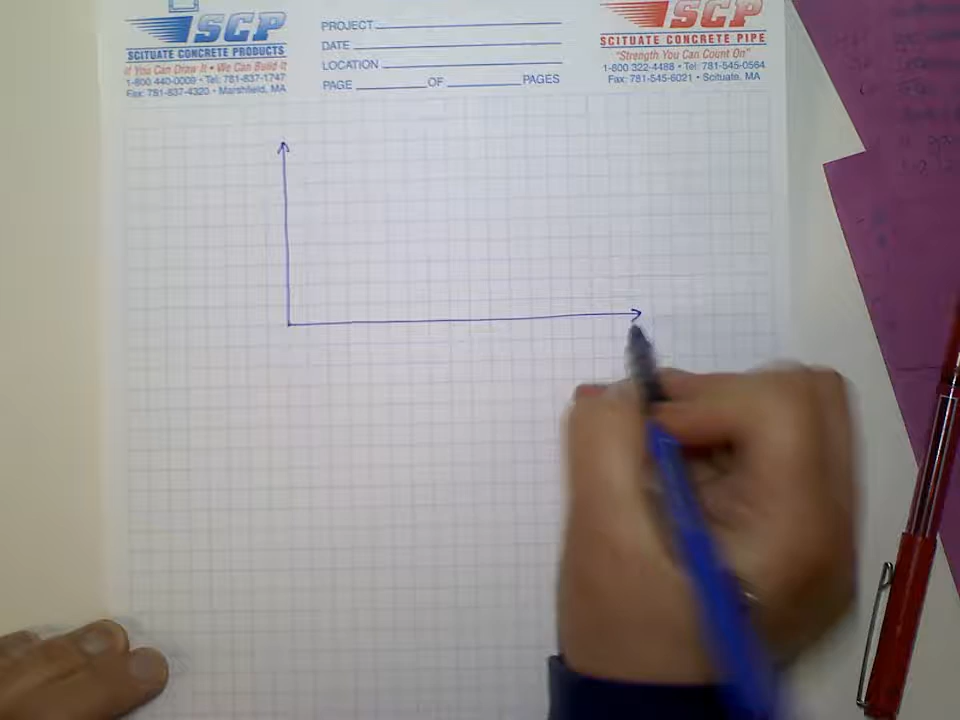 SCP
SCITUATE CONCRETE PRODUCTS
If You Can Draw It • We Can Build It
1-800 440-0009 • Tel: 781-837-1747
Fax: 781-837-4320 • Marshfield, MA
PROJECT
DATE
LOCATION
PAGE OF PAGES
SCP
SCITUATE CONCRETE PIPE
"Strength You Can Count On"
1-800 322-4488 • Tel: 781-545-0564
Fax: 781-545-6021 • Scituate, MA